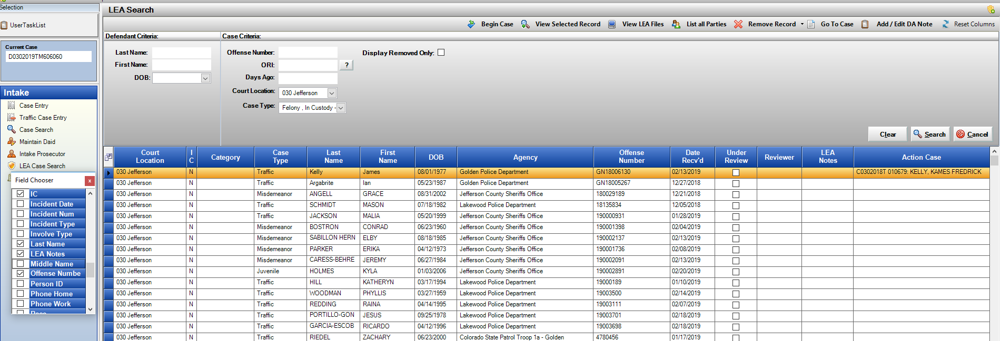 Selection
UserTaskList
Current Case
D0302019TM606060
Intake
Case Entry
Traffic Case Entry
Case Search
Maintain Daid
Intake Prosecutor
LEA Case Search
Field Chooser
x
IC
Incident Date
Incident Num
Incident Type
Involve Type
Last Name
LEA Notes
Middle Name
Offense Numbe
Person ID
Phone Home
Phone Work
LEA Search
Begin Case View Selected Record View LEA Files List all Parties Remove Record Go To Case Add / Edit DA Note Reset Columns
Defendant Criteria: Case Criteria:
Last Name: Offense Number: Display Removed Only:
First Name: ORI: ?
DOB: Days Ago:
Court Location: 030 Jefferson
Case Type: Felony , In Custody -
Clear Search Cancel
Court Location I C Category Case Type Last Name First Name DOB Agency Offense Number Date Recv'd Under Review Reviewer LEA Notes Action Case
030 Jefferson N Traffic Kelly James 08/01/1977 Golden Police Department GN18006130 02/13/2019 C0302018T 010679: KELLY, KAMES FREDRICK
030 Jefferson N Traffic Argabrite Ian 05/23/1987 Golden Police Department GN18005267 12/27/2018
030 Jefferson N Misdemeanor ANGELL GRACE 08/31/2002 Jefferson County Sheriffs Office 180029189 12/21/2018
030 Jefferson N Traffic SCHMIDT MASON 07/18/1982 Lakewood Police Department 18135834 12/05/2018
030 Jefferson N Traffic JACKSON MALIA 05/20/1999 Jefferson County Sheriffs Office 190000931 01/28/2019
030 Jefferson N Misdemeanor BOSTRON CONRAD 06/23/1960 Jefferson County Sheriffs Office 190001398 02/04/2019
030 Jefferson N Misdemeanor SABILLON HERN ELBY 08/18/1985 Jefferson County Sheriffs Office 190002137 02/13/2019
030 Jefferson N Misdemeanor PARKER ERIKA 04/12/1973 Jefferson County Sheriffs Office 190001736 02/08/2019
030 Jefferson N Misdemeanor CARESS-BEHRE JEREMY 06/27/1984 Jefferson County Sheriffs Office 190002091 02/13/2019
030 Jefferson N Juvenile HOLMES KYLA 01/03/2006 Jefferson County Sheriffs Office 190002891 02/20/2019
030 Jefferson N Traffic HILL KATHERYN 03/17/1994 Lakewood Police Department 19000189 01/10/2019
030 Jefferson N Traffic WOODMAN PHYLLIS 03/27/1959 Lakewood Police Department 19003500 02/14/2019
030 Jefferson N Traffic REDDING RAINA 04/14/1995 Lakewood Police Department 19003111 02/07/2019
030 Jefferson N Traffic PORTILLO-GON JESUS 09/25/1978 Lakewood Police Department 19003701 02/18/2019
030 Jefferson N Traffic GARCIA-ESCOB RICARDO 04/12/1996 Lakewood Police Department 19003698 02/18/2019
030 Jefferson N Traffic RIEDEL ZACHARY 06/23/2000 Colorado State Patrol Troop 1a - Golden 4780456 01/17/2019